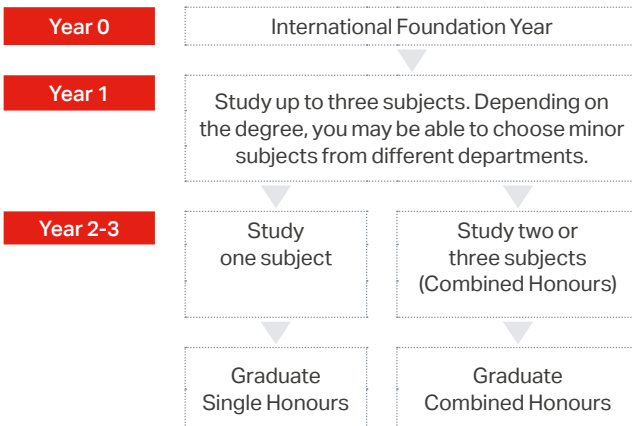 Year 0
International Foundation Year
Year 1
Study up to three subjects. Depending on
the degree, you may be able to choose minor
subjects from different departments.
Year 2-3
Study
one subject
Study two or
three subjects
(Combined Honours)
Graduate
Single Honours
Graduate
Combined Honours